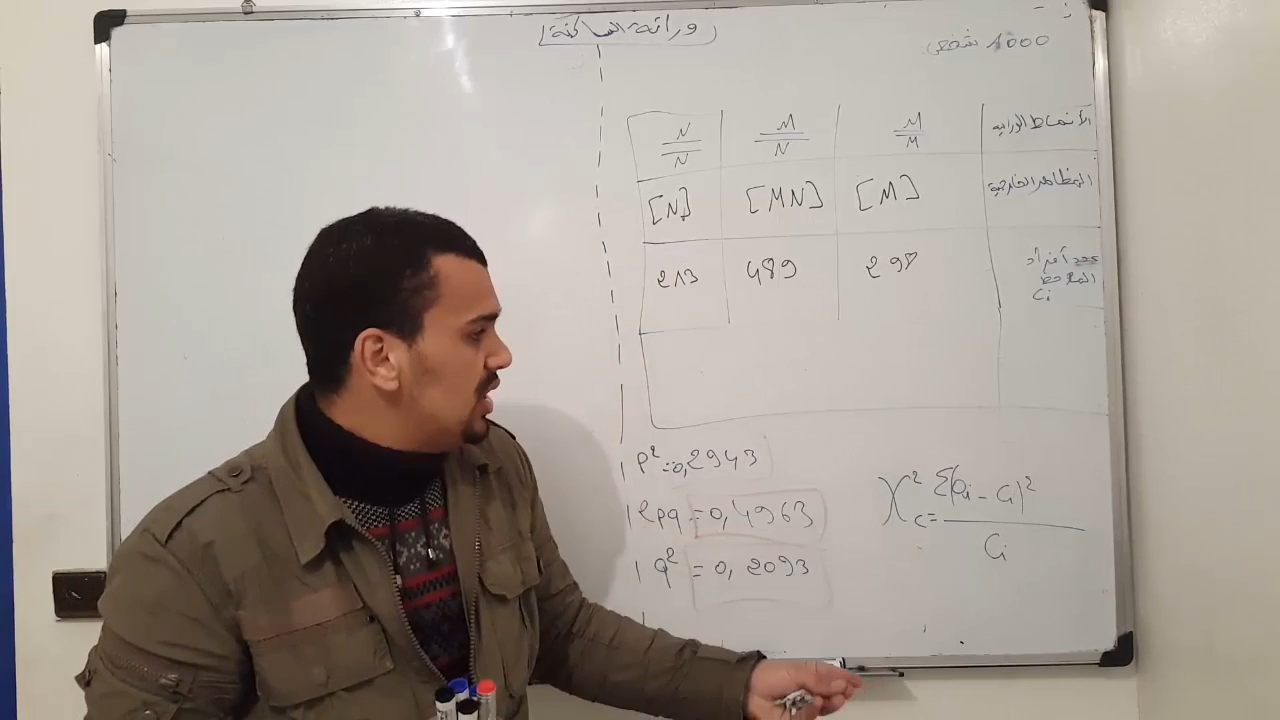 وراثة الساكنة
1000 شخص
الأنماط الوراثية M/M M/N N/N
المظاهر الخارجية [M] [MN] [N]
عدد أفراد الملاحظ Ci 298 489 213
P² = 0,2943
2pq = 0,4963
q² = 0,2093
χ²c = Σ(Oi - Ci)² / Ci